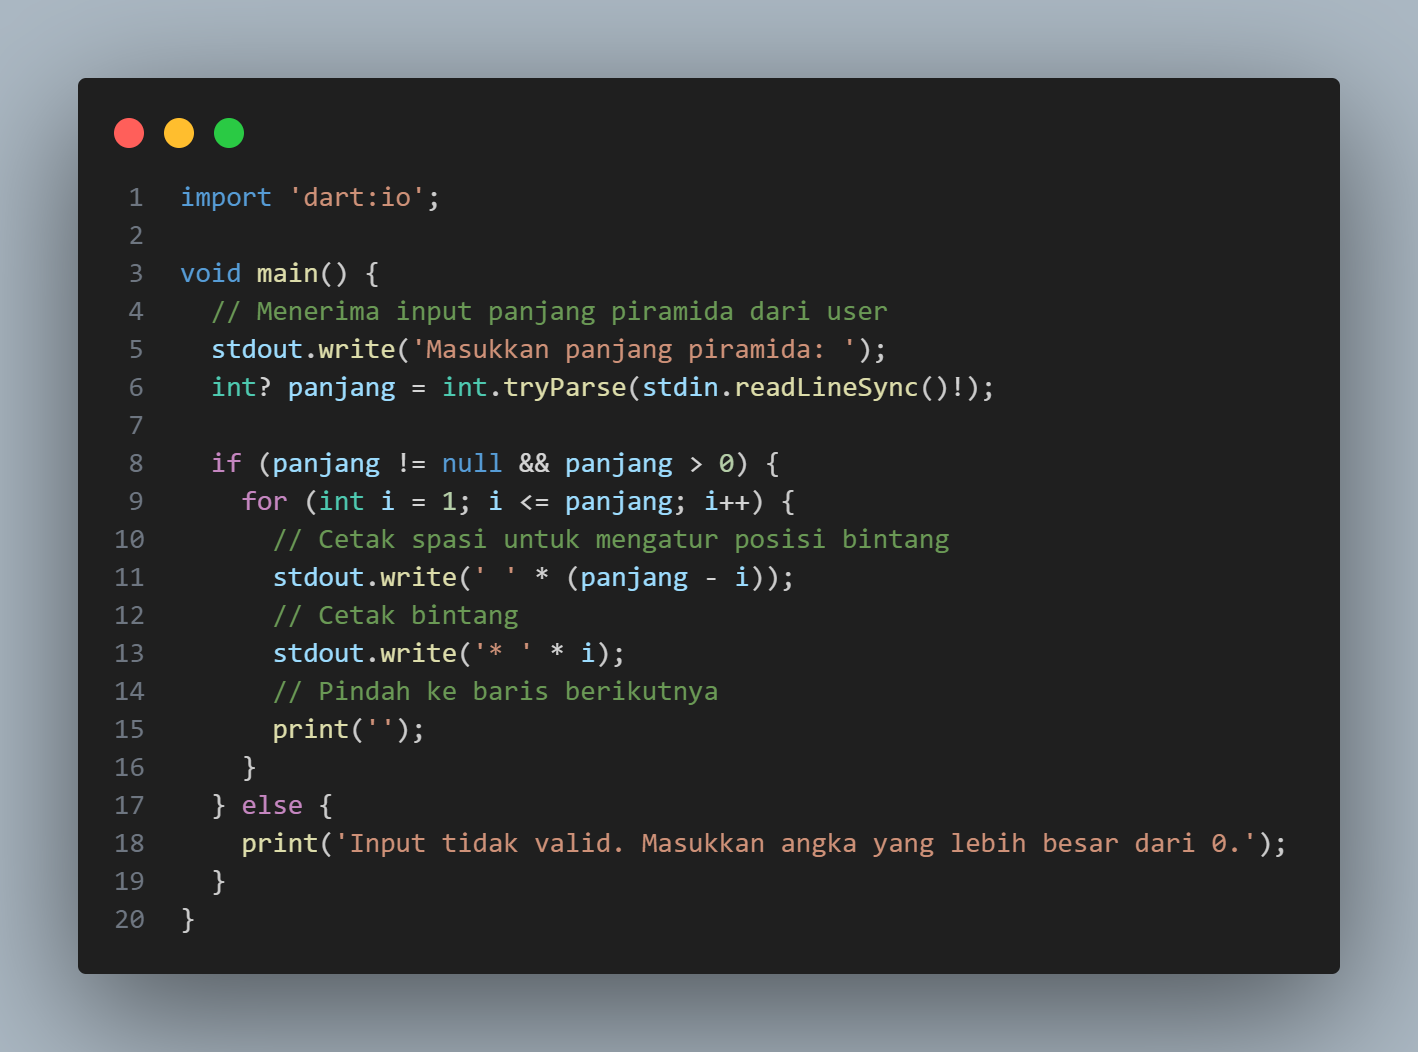 1 import 'dart:io';
2
3 void main() {
4   // Menerima input panjang piramida dari user
5   stdout.write('Masukkan panjang piramida: ');
6   int? panjang = int.tryParse(stdin.readLineSync()!);
7
8   if (panjang != null && panjang > 0) {
9     for (int i = 1; i <= panjang; i++) {
10       // Cetak spasi untuk mengatur posisi bintang
11       stdout.write(' ' * (panjang - i));
12       // Cetak bintang
13       stdout.write('* ' * i);
14       // Pindah ke baris berikutnya
15       print('');
16     }
17   } else {
18     print('Input tidak valid. Masukkan angka yang lebih besar dari 0.');
19   }
20 }